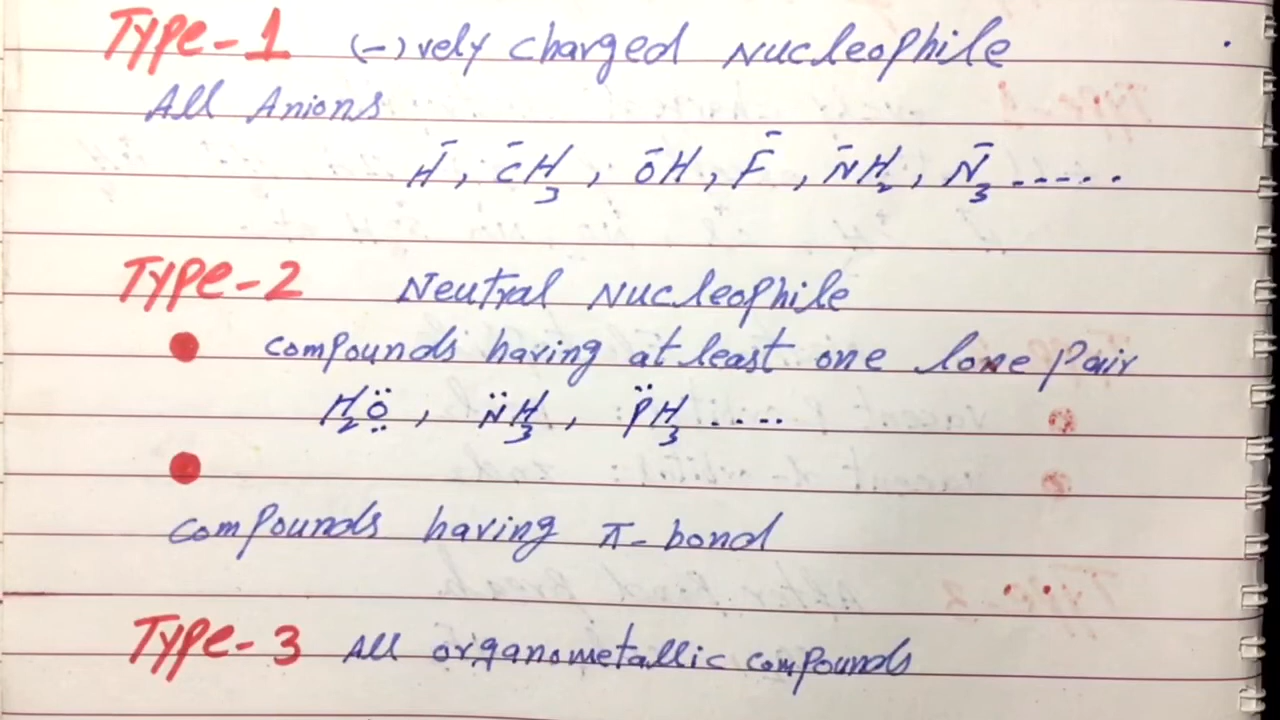 Type-1 (-)vely charged Nucleophile
All Anions
H̄, C̄H₃, ŌH, F̄, N̄H₂, N̄₃.....
Type-2 Neutral Nucleophile
● compounds having at least one lone pair
H₂Ö̤, N̈H₃, P̈H₃....
●
compounds having π-bond
Type-3 All organometallic compounds